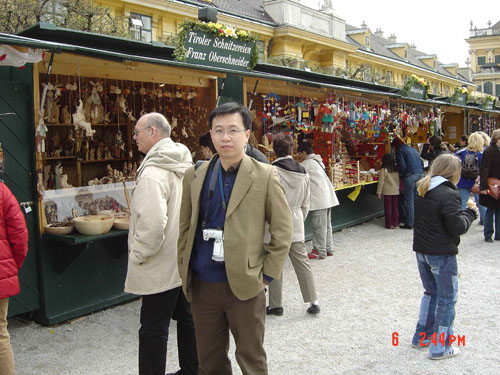 Tiroler Schnitzereien
Franz Oberschneider
6 2:44PM